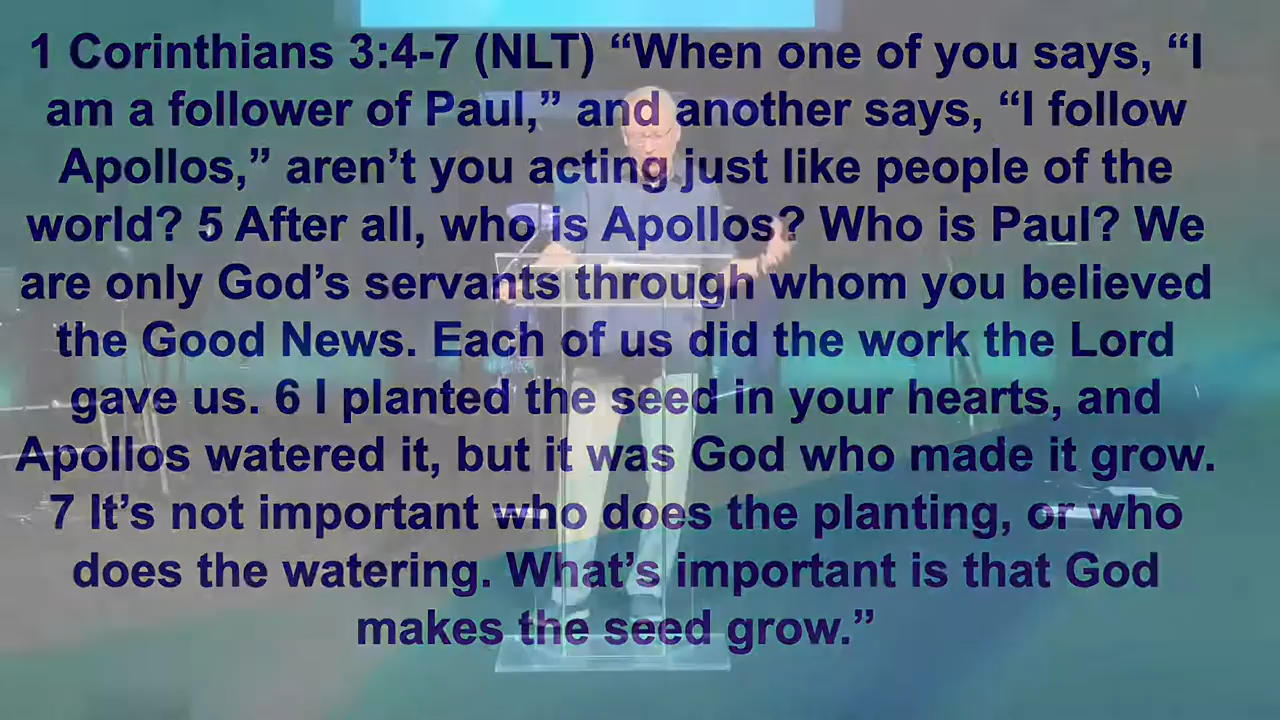 1 Corinthians 3:4-7 (NLT) “When one of you says, “I
am a follower of Paul,” and another says, “I follow
Apollos,” aren’t you acting just like people of the
world? 5 After all, who is Apollos? Who is Paul? We
are only God’s servants through whom you believed
the Good News. Each of us did the work the Lord
gave us. 6 I planted the seed in your hearts, and
Apollos watered it, but it was God who made it grow.
7 It’s not important who does the planting, or who
does the watering. What’s important is that God
makes the seed grow.”